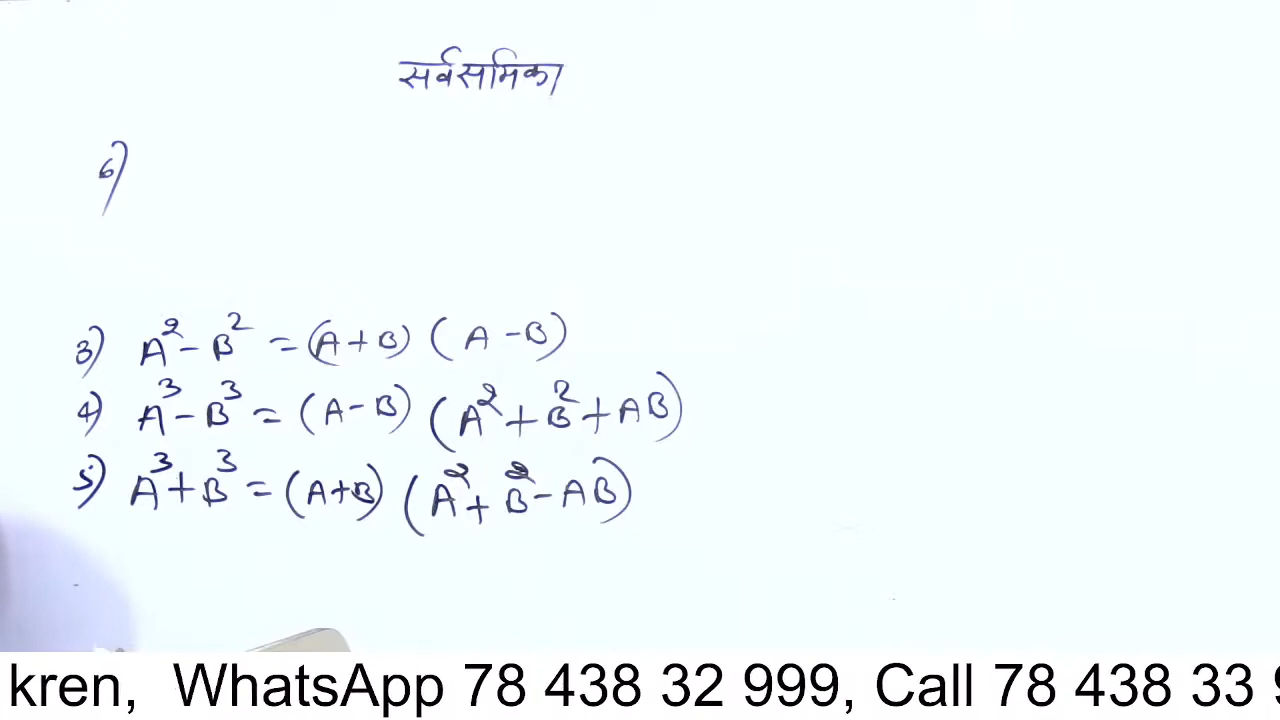 सर्वसमिका
6)
3) A² - B² = (A + B) (A - B)
4) A³ - B³ = (A - B) (A² + B² + AB)
5) A³ + B³ = (A + B) (A² + B² - AB)
kren, WhatsApp 78 438 32 999, Call 78 438 33